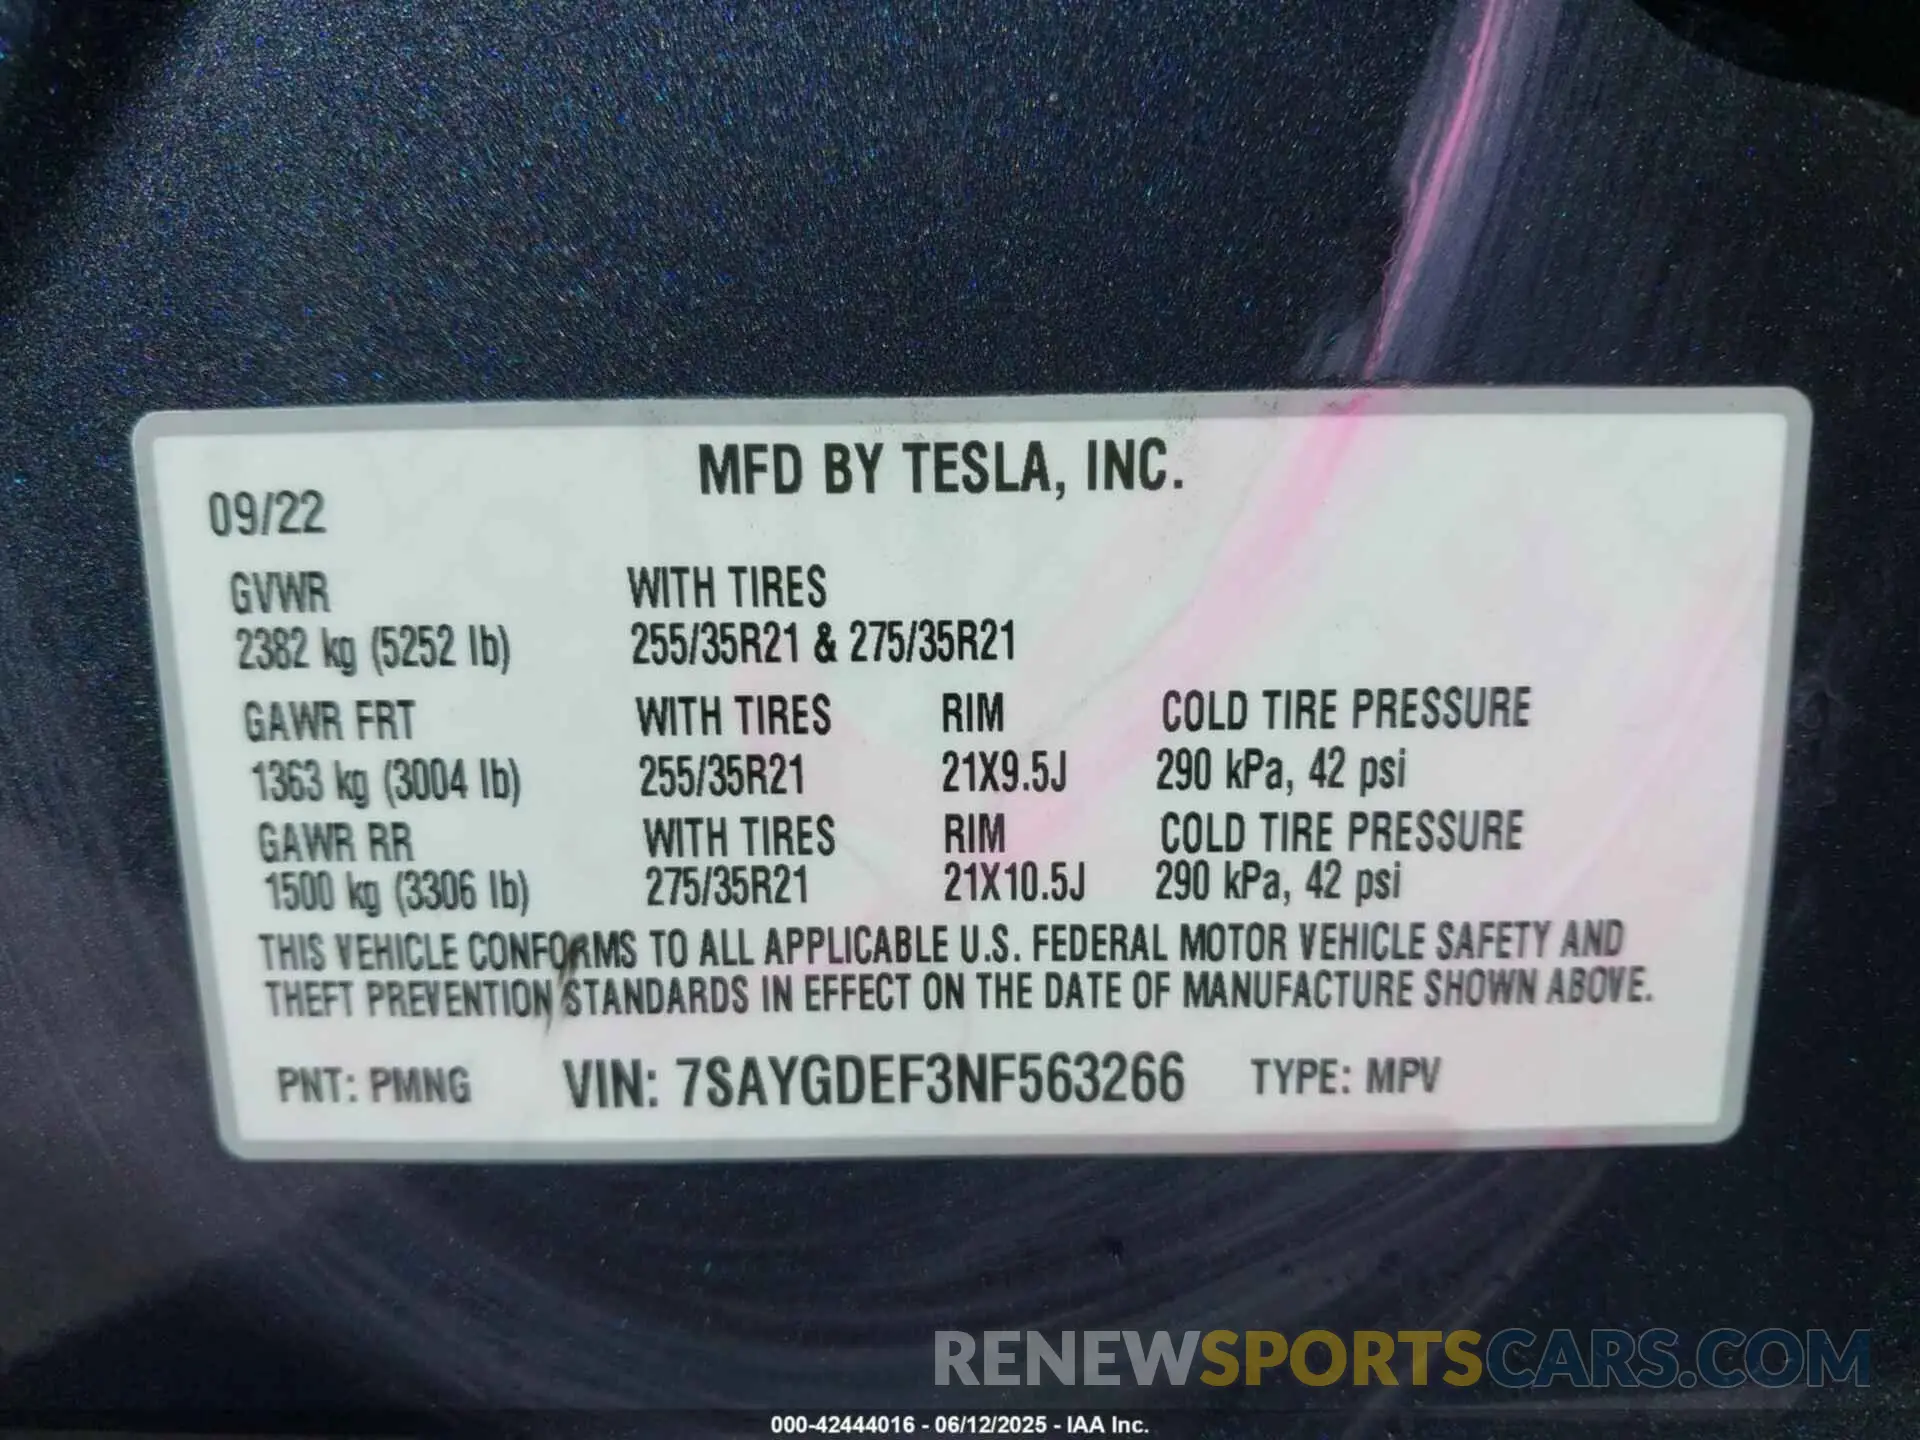 MFD BY TESLA, INC.
09/22
GVWR WITH TIRES
2382 kg (5252 lb) 255/35R21 & 275/35R21
GAWR FRT WITH TIRES RIM COLD TIRE PRESSURE
1363 kg (3004 lb) 255/35R21 21X9.5J 290 kPa, 42 psi
GAWR RR WITH TIRES RIM COLD TIRE PRESSURE
1500 kg (3306 lb) 275/35R21 21X10.5J 290 kPa, 42 psi
THIS VEHICLE CONFORMS TO ALL APPLICABLE U.S. FEDERAL MOTOR VEHICLE SAFETY AND
THEFT PREVENTION STANDARDS IN EFFECT ON THE DATE OF MANUFACTURE SHOWN ABOVE.
PNT: PMNG VIN: 7SAYGDEF3NF563266 TYPE: MPV
RENEWSPORTSCARS.COM
000-42444016 - 06/12/2025 - IAA Inc.